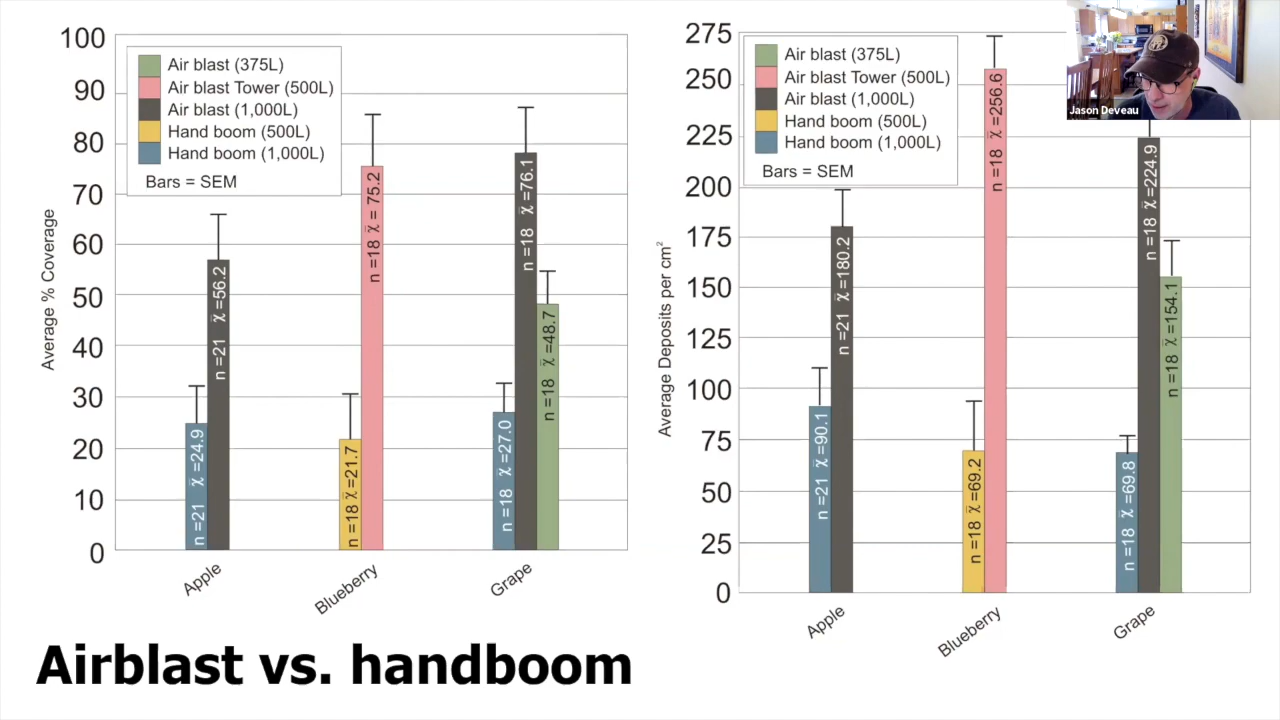 100
90
80
70
60
50
40
30
20
10
0
Average % Coverage
Air blast (375L)
Air blast Tower (500L)
Air blast (1,000L)
Hand boom (500L)
Hand boom (1,000L)
Bars = SEM
n =21 χ̄ =24.9
n =21 χ̄ =56.2
n =18 χ̄ =21.7
n =18 χ̄ = 75.2
n =18 χ̄ =27.0
n =18 χ̄ =76.1
n =18 χ̄ =48.7
Apple
Blueberry
Grape
275
250
225
200
175
150
125
100
75
50
25
0
Average Deposits per cm²
Air blast (375L)
Air blast Tower (500L)
Air blast (1,000L)
Hand boom (500L)
Hand boom (1,000L)
Bars = SEM
n =21 χ̄ =90.1
n =21 χ̄ =180.2
n =18 χ̄ =69.2
n =18 χ̄ =256.6
n =18 χ̄ =69.8
n =18 χ̄ =224.9
n =18 χ̄ =154.1
Apple
Blueberry
Grape
Jason Deveau
Airblast vs. handboom